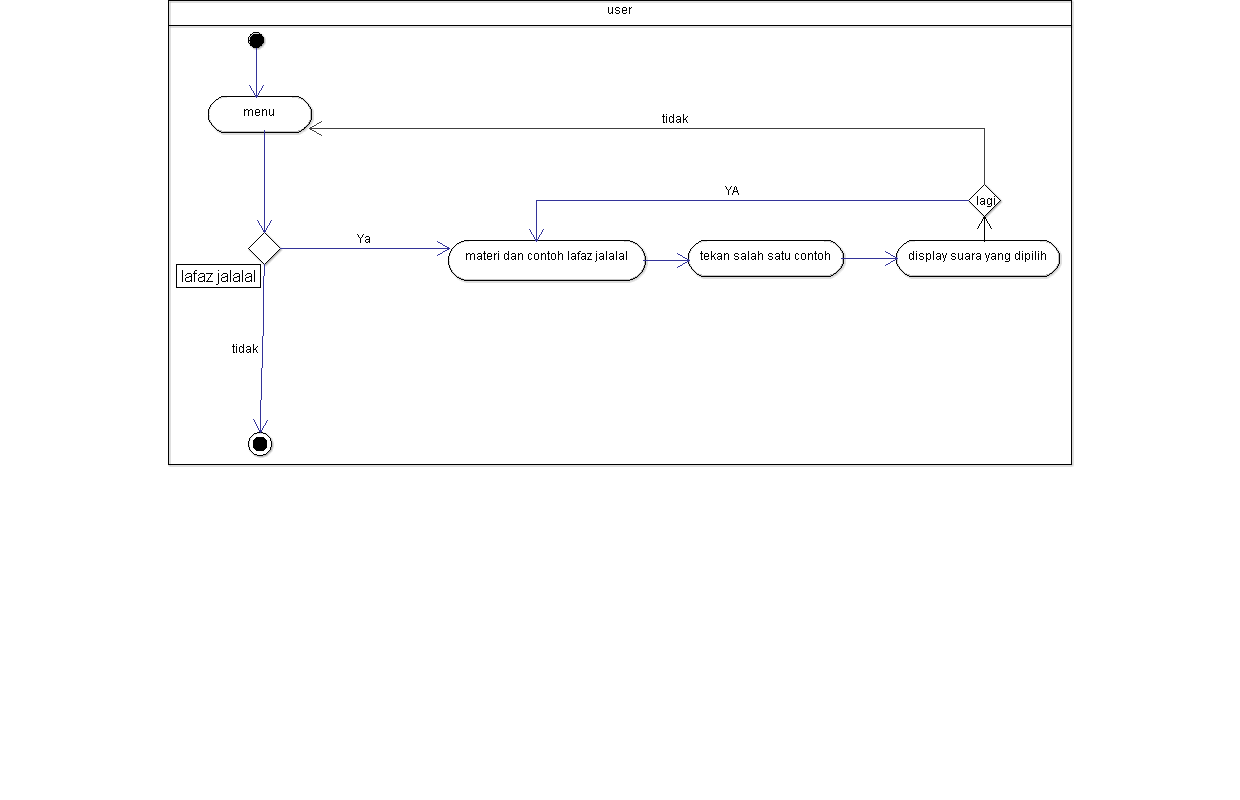 user
menu
tidak
YA
lagi
Ya
materi dan contoh lafaz jalalal
tekan salah satu contoh
display suara yang dipilih
lafaz jalalal
tidak